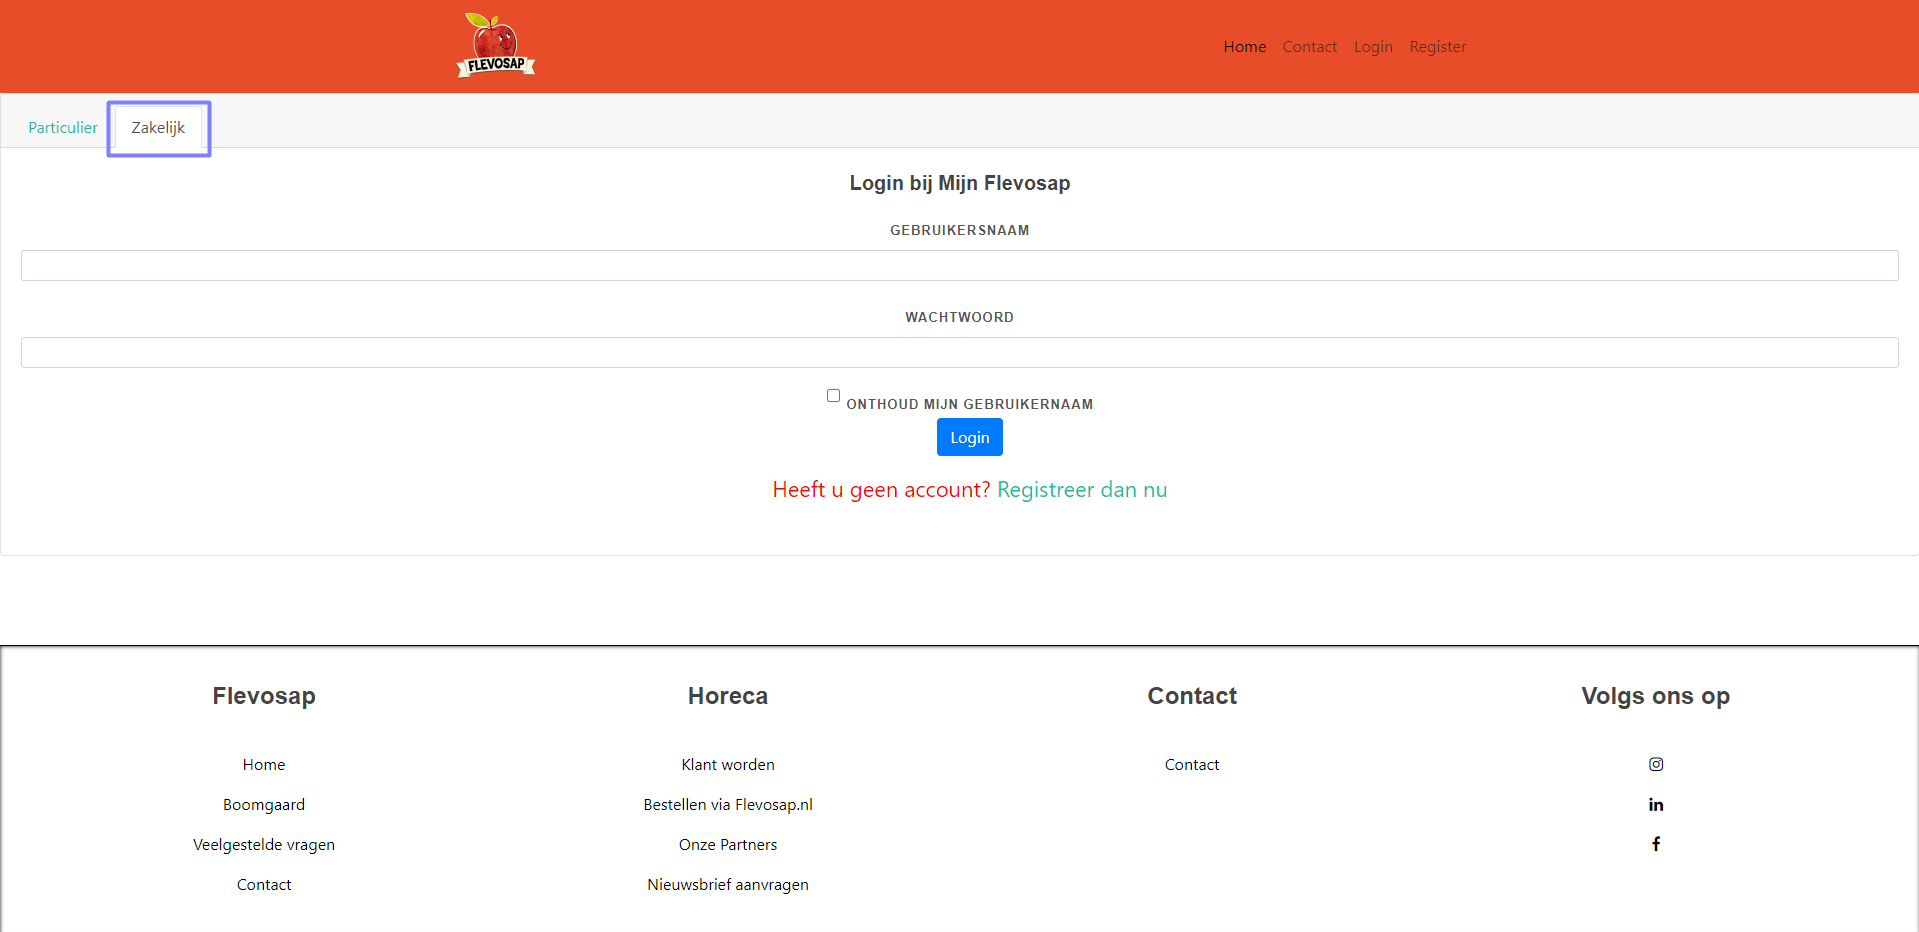 FLEVOSAP
Home Contact Login Register
Particulier Zakelijk
Login bij Mijn Flevosap
GEBRUIKERSNAAM
WACHTWOORD
ONTHOUD MIJN GEBRUIKERNAAM
Login
Heeft u geen account? Registreer dan nu
Flevosap Horeca Contact Volgs ons op
Home Klant worden Contact
Boomgaard Bestellen via Flevosap.nl
Veelgestelde vragen Onze Partners
Contact Nieuwsbrief aanvragen